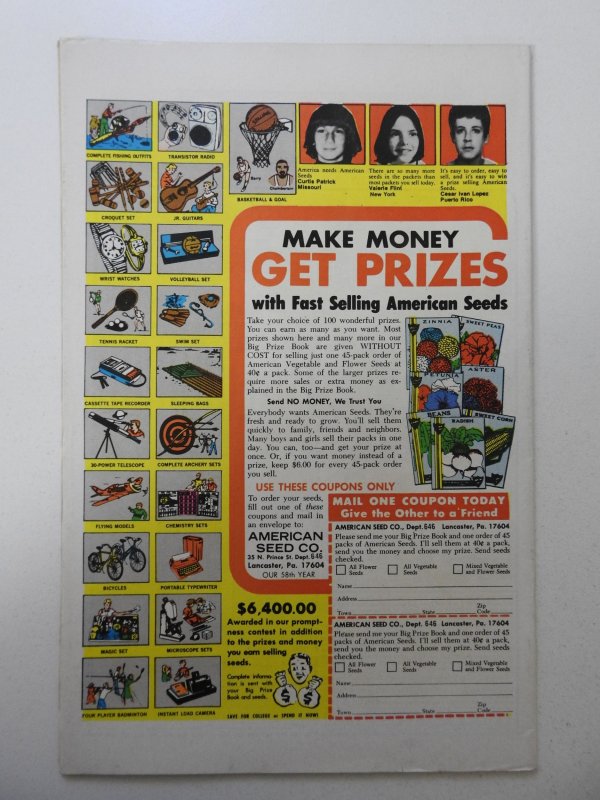 COMPLETE FISHING OUTFITS
TRANSISTOR RADIO
SPALDING
Barry
Chamberlain
BASKETBALL & GOAL
America needs American
Seeds
Curtis Patrick
Missouri
There are so many more
seeds in the packets than
most packets you sell today.
Valerie Flint
New York
It's easy to order, easy to
sell, and it's easy to win
a prize selling American
Seeds.
Cesar Ivan Lopez
Puerto Rico
CROQUET SET
JR. GUITARS
WRIST WATCHES
VOLLEYBALL SET
TENNIS RACKET
SWIM SET
CASSETTE TAPE RECORDER
SLEEPING BAGS
30-POWER TELESCOPE
COMPLETE ARCHERY SETS
FLYING MODELS
CHEMISTRY SETS
BICYCLES
PORTABLE TYPEWRITER
MAGIC SET
MICROSCOPE SETS
FOUR PLAYER BADMINTON
INSTANT LOAD CAMERA
MAKE MONEY
GET PRIZES
with Fast Selling American Seeds
Take your choice of 100 wonderful prizes.
You can earn as many as you want. Most
prizes shown here and many more in our
Big Prize Book are given WITHOUT
COST for selling just one 45-pack order of
American Vegetable and Flower Seeds at
40¢ a pack. Some of the larger prizes re-
quire more sales or extra money as ex-
plained in the Big Prize Book.
Send NO MONEY, We Trust You
Everybody wants American Seeds. They're
fresh and ready to grow. You'll sell them
quickly to family, friends and neighbors.
Many boys and girls sell their packs in one
day. You can, too—and get your prize at
once. Or, if you want money instead of a
prize, keep $6.00 for every 45-pack order
you sell.
ZINNIA
SWEET PEAS
PETUNIA
ASTER
BEANS
RADISH
SWEET CORN
USE THESE COUPONS ONLY
To order your seeds,
fill out one of these
coupons and mail in
an envelope to:
AMERICAN
SEED CO.
35 N. Prince St. Dept. 646
Lancaster, Pa. 17604
OUR 58th YEAR
$6,400.00
Awarded in our prompt-
ness contest in addition
to the prizes and money
you earn selling
seeds.
Complete informa-
tion is sent with
your Big Prize
Book and seeds.
SAVE FOR COLLEGE or SPEND IT NOW!
$ $
MAIL ONE COUPON TODAY
Give the Other to a Friend
AMERICAN SEED CO., Dept. 646 Lancaster, Pa. 17604
Please send me your Big Prize Book and one order of 45
packs of American Seeds. I'll sell them at 40¢ a pack,
send you the money and choose my prize. Send seeds
checked.
All Flower
Seeds
All Vegetable
Seeds
Mixed Vegetable
and Flower Seeds
Name
Address
Town State Zip Code
AMERICAN SEED CO., Dept. 646 Lancaster, Pa. 17604
Please send me your Big Prize Book and one order of 45
packs of American Seeds. I'll sell them at 40¢ a pack,
send you the money and choose my prize. Send seeds
checked.
All Flower
Seeds
All Vegetable
Seeds
Mixed Vegetable
and Flower Seeds
Name
Address
Town State Zip Code